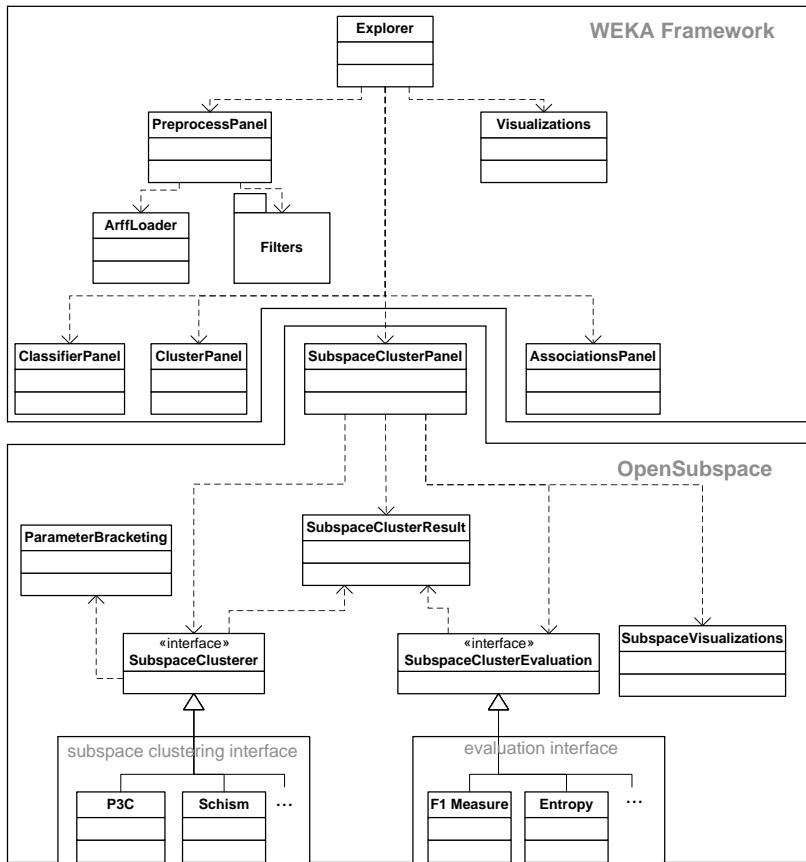 WEKA Framework
Explorer
PreprocessPanel
Visualizations
ArffLoader
Filters
ClassifierPanel
ClusterPanel
SubspaceClusterPanel
AssociationsPanel
OpenSubspace
SubspaceClusterResult
ParameterBracketing
«interface»
SubspaceClusterer
«interface»
SubspaceClusterEvaluation
SubspaceVisualizations
subspace clustering interface
evaluation interface
P3C
Schism
...
F1 Measure
Entropy
...